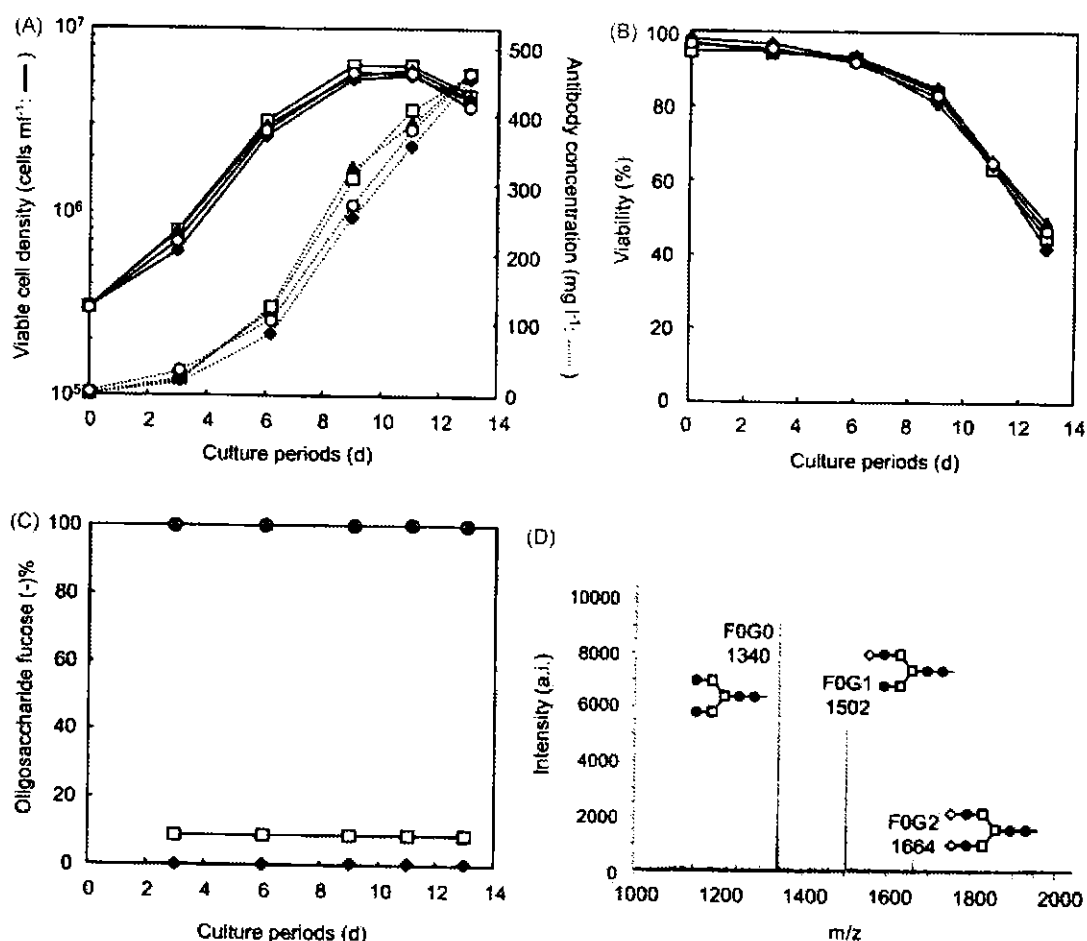 (A)
10⁷
10⁶
10⁵
Viable cell density (cells ml⁻¹: — )
500
400
300
200
100
0
Antibody concentration (mg l⁻¹: ...... )
0 2 4 6 8 10 12 14
Culture periods (d)
(B)
100
80
60
40
20
0
Viability (%)
0 2 4 6 8 10 12 14
Culture periods (d)
(C)
100
80
60
40
20
0
Oligosaccharide fucose (-)%
0 2 4 6 8 10 12 14
Culture periods (d)
(D)
10000
8000
6000
4000
2000
0
Intensity (a.i.)
F0G0
1340
F0G1
1502
F0G2
1664
1000 1200 1400 1600 1800 2000
m/z